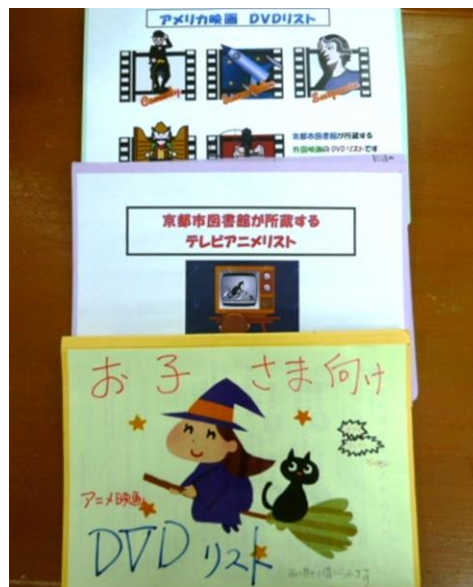 アメリカ映画 DVDリスト
Comedy
京都市図書館が所蔵する
外国映画のDVDリストです
京都市図書館が所蔵する
テレビアニメリスト
お子さま向け
アニメ映画
DVDリスト